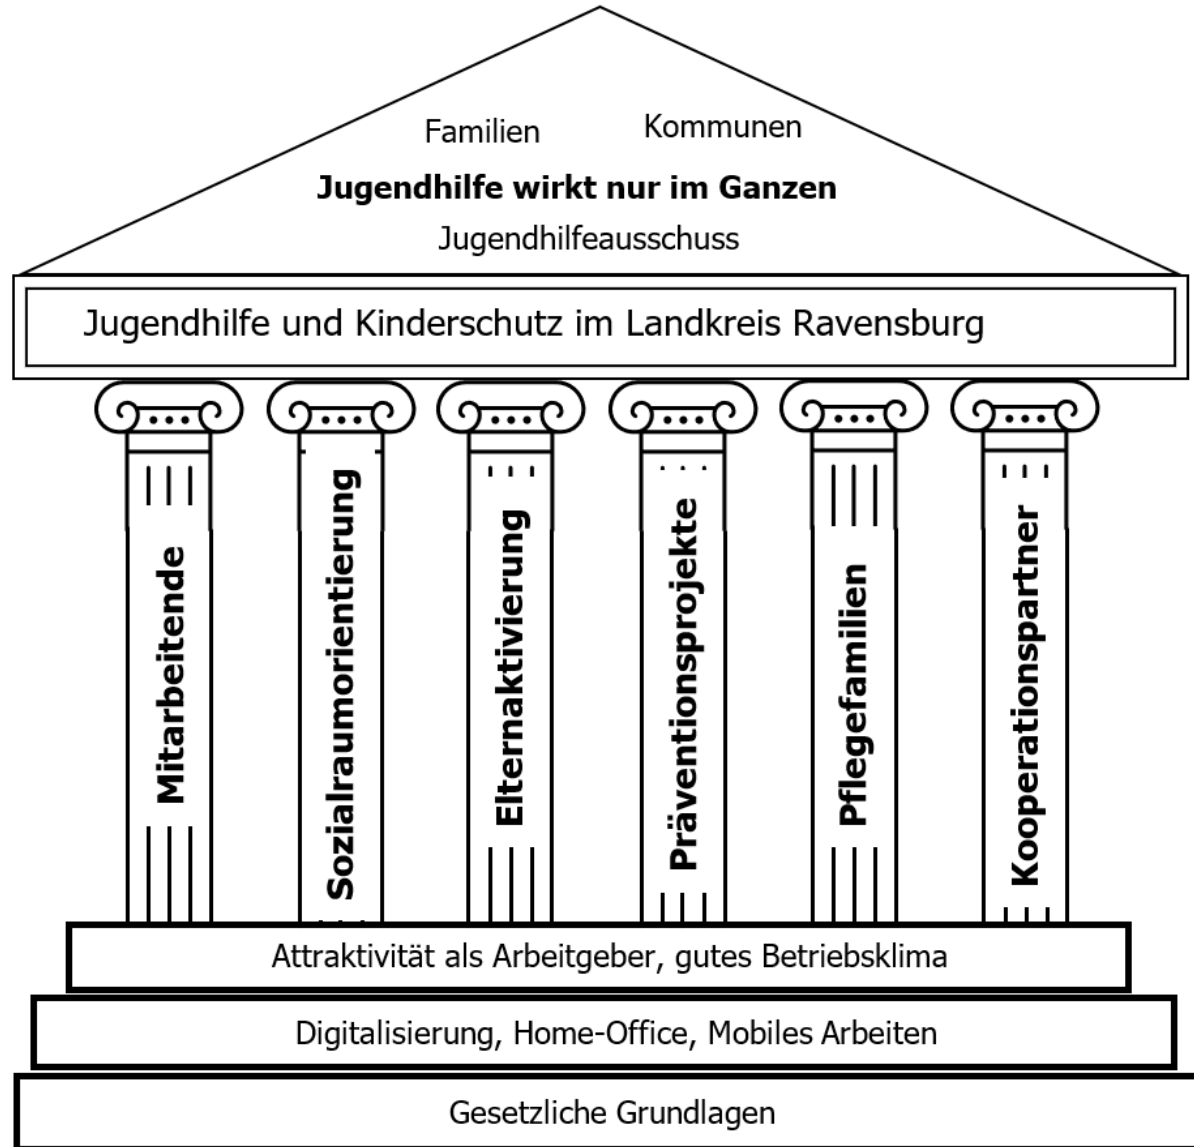 Familien
Kommunen
Jugendhilfe wirkt nur im Ganzen
Jugendhilfeausschuss
Jugendhilfe und Kinderschutz im Landkreis Ravensburg
Mitarbeitende
Sozialraumorientierung
Elternaktivierung
Präventionsprojekte
Pflegefamilien
Kooperationspartner
Attraktivität als Arbeitgeber, gutes Betriebsklima
Digitalisierung, Home-Office, Mobiles Arbeiten
Gesetzliche Grundlagen